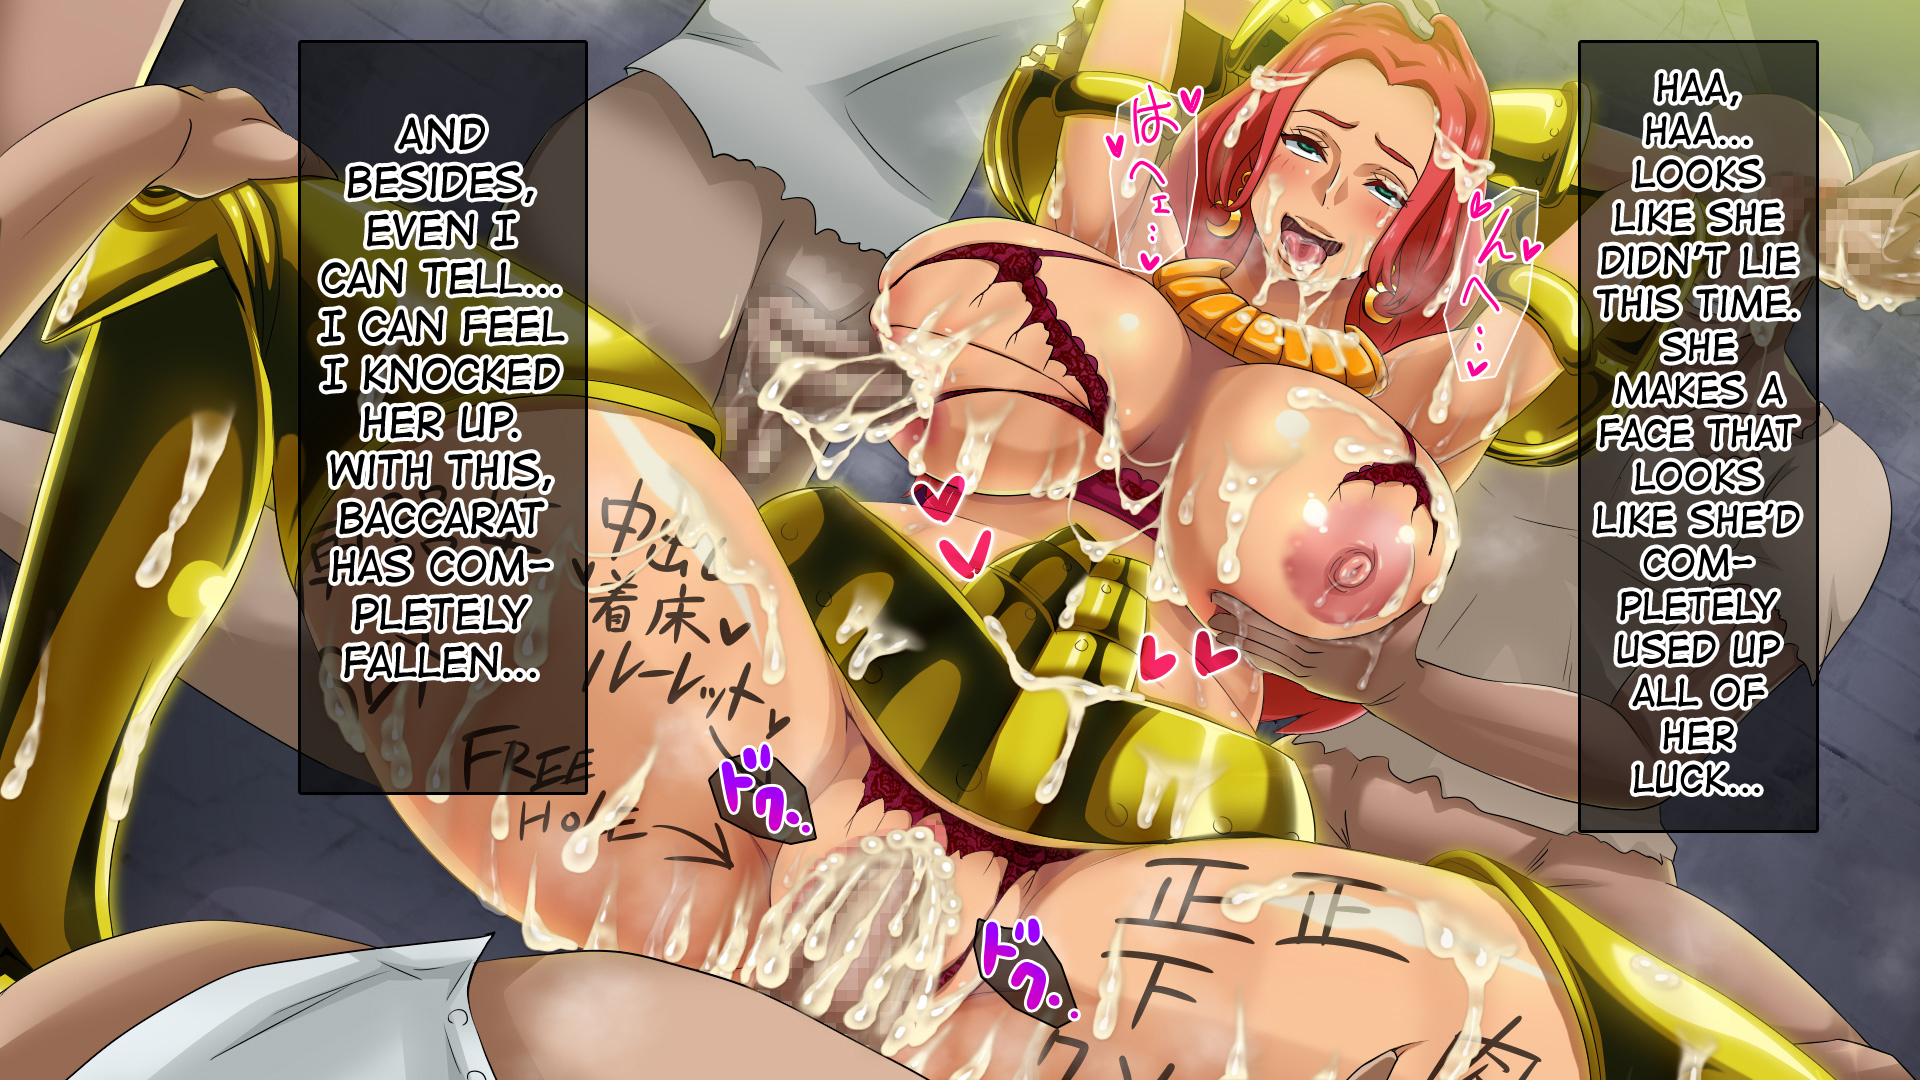 AND
BESIDES,
EVEN I
CAN TELL...
I CAN FEEL
I KNOCKED
HER UP.
WITH THIS,
BACCARAT
HAS COM-
PLETELY
FALLEN...
HAA,
HAA...
LOOKS
LIKE SHE
DIDN'T LIE
THIS TIME.
SHE
MAKES A
FACE THAT
LOOKS
LIKE SHE'D
COM-
PLETELY
USED UP
ALL OF
HER
LUCK...
はへェ…
んへ…
中出し
着床
ルーレット
FREE
HOLE
ドク..
ドク..
正正
下
肉